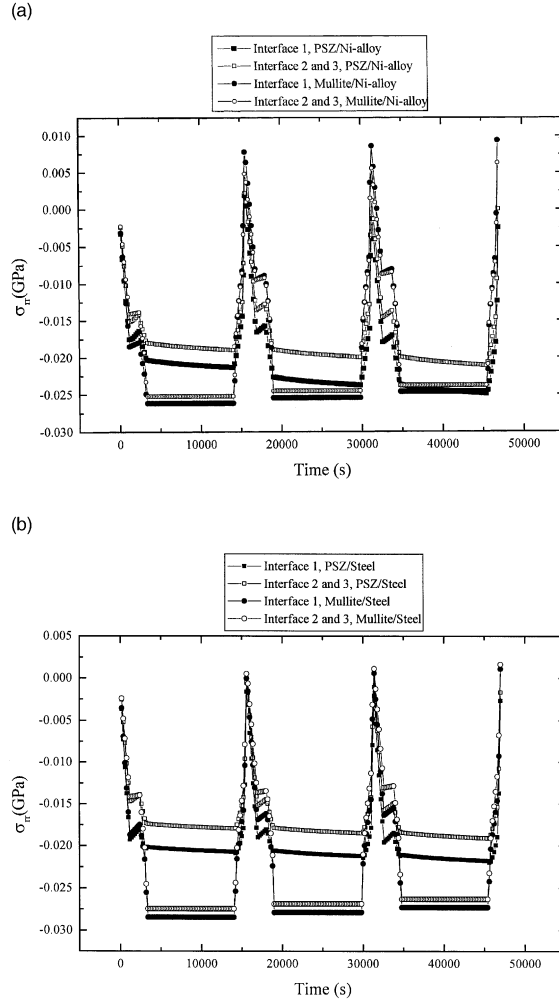 (a)
Interface 1, PSZ/Ni-alloy
Interface 2 and 3, PSZ/Ni-alloy
Interface 1, Mullite/Ni-alloy
Interface 2 and 3, Mullite/Ni-alloy
0.010
0.005
0.000
-0.005
-0.010
-0.015
-0.020
-0.025
-0.030
σrr(GPa)
0
10000
20000
30000
40000
50000
Time (s)
(b)
Interface 1, PSZ/Steel
Interface 2 and 3, PSZ/Steel
Interface 1, Mullite/Steel
Interface 2 and 3, Mullite/Steel
0.005
0.000
-0.005
-0.010
-0.015
-0.020
-0.025
-0.030
σrr(GPa)
0
10000
20000
30000
40000
50000
Time (s)